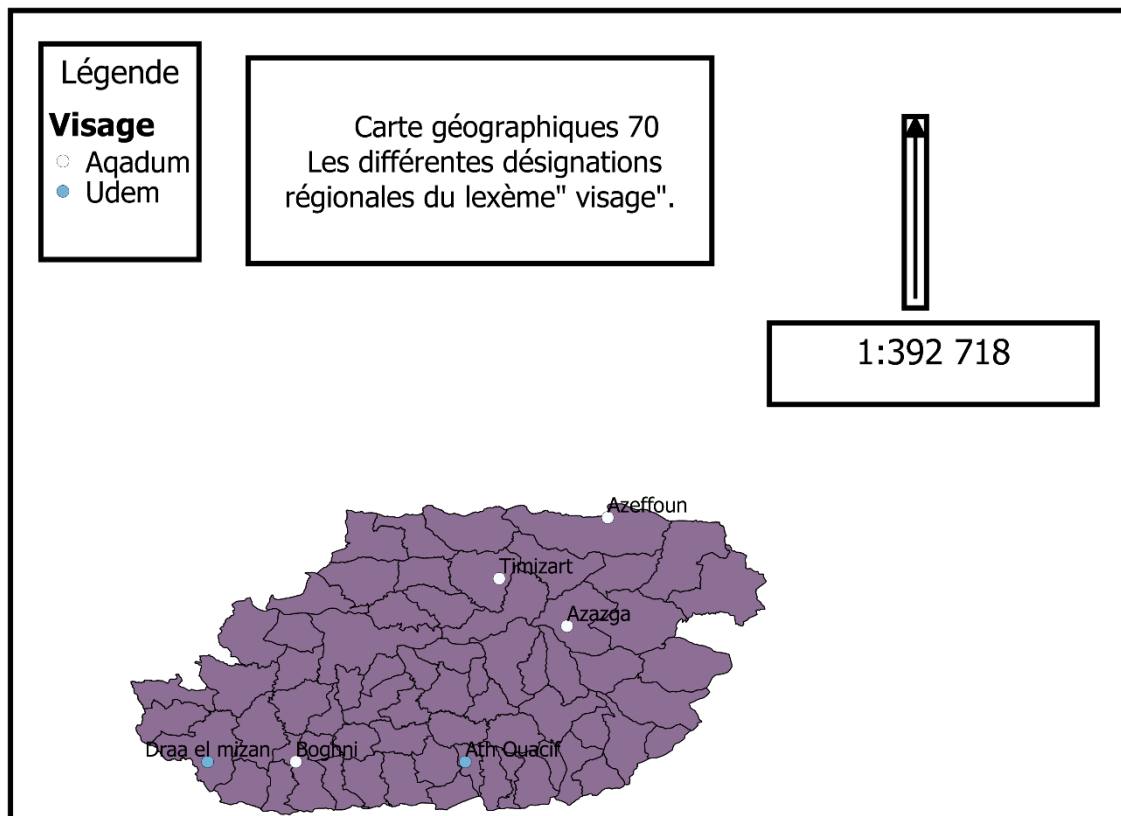 Légende
Visage
Aqadum
Udem
Carte géographiques 70
Les différentes désignations
régionales du lexème" visage".
1:392 718
Azeffoun
Timizart
Azazga
Draa el mizan
Boghni
Ath Ouacif